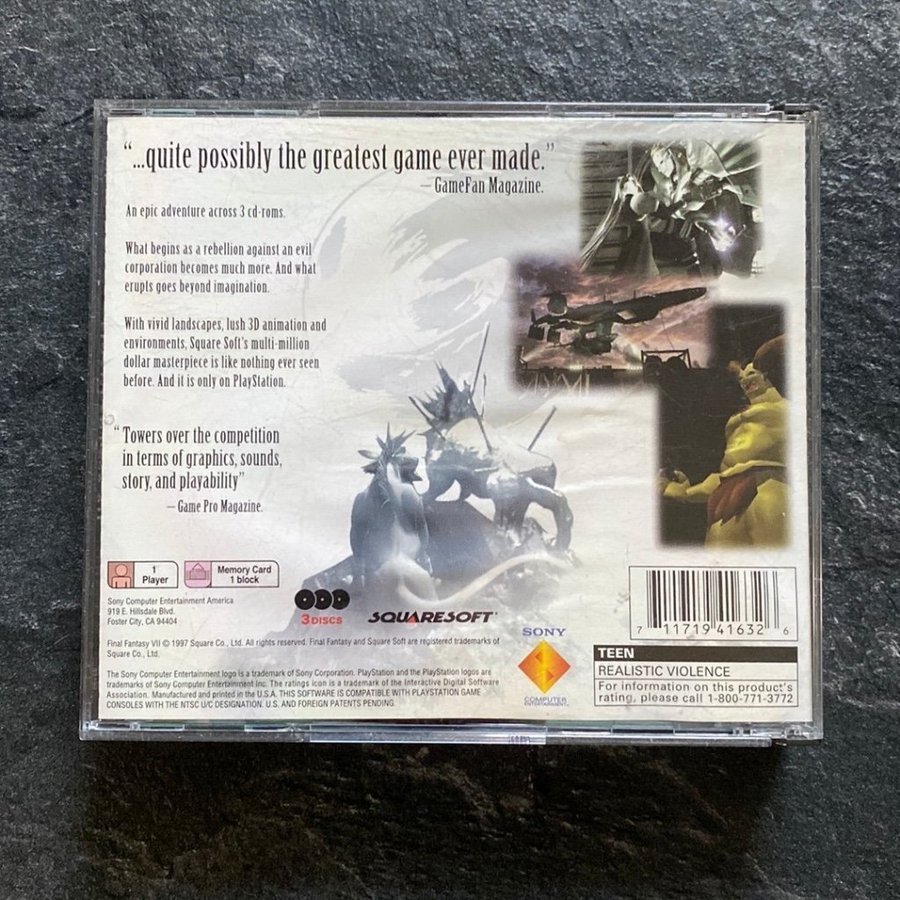 “...quite possibly the greatest game ever made.”
– GameFan Magazine.
An epic adventure across 3 cd-roms.
What begins as a rebellion against an evil
corporation becomes much more. And what
erupts goes beyond imagination.
With vivid landscapes, lush 3D animation and
environments, Square Soft's multi-million
dollar masterpiece is like nothing ever seen
before. And it is only on PlayStation.
“Towers over the competition
in terms of graphics, sounds,
story, and playability”
– Game Pro Magazine.
1
Player
Memory Card
1 block
Sony Computer Entertainment America
919 E. Hillsdale Blvd.
Foster City, CA 94404
3 DISCS
SQUARESOFT
Final Fantasy VII © 1997 Square Co., Ltd. All rights reserved. Final Fantasy and Square Soft are registered trademarks of
Square Co., Ltd.
The Sony Computer Entertainment logo is a trademark of Sony Corporation. PlayStation and the PlayStation logos are
trademarks of Sony Computer Entertainment Inc. The ratings icon is a trademark of the Interactive Digital Software
Association. Manufactured and printed in the U.S.A. THIS SOFTWARE IS COMPATIBLE WITH PLAYSTATION GAME
CONSOLES WITH THE NTSC U/C DESIGNATION. U.S. AND FOREIGN PATENTS PENDING.
SONY
COMPUTER
ENTERTAINMENT
7 11719 41632 6
TEEN
REALISTIC VIOLENCE
For information on this product's
rating, please call 1-800-771-3772